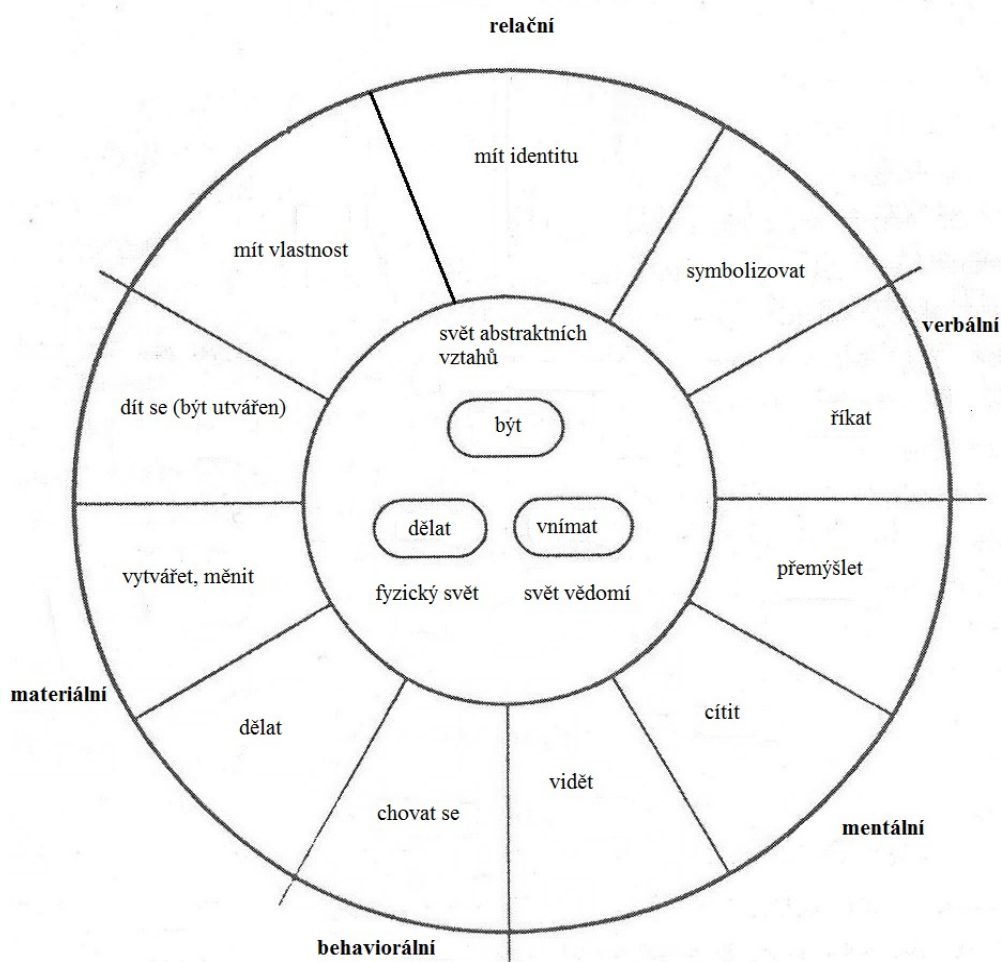 relační
mít identitu
mít vlastnost
symbolizovat
verbální
svět abstraktních
vztahů
dít se (být utvářen)
říkat
být
dělat
vnímat
vytvářet, měnit
fyzický svět
svět vědomí
přemýšlet
materiální
dělat
cítit
chovat se
vidět
mentální
behaviorální